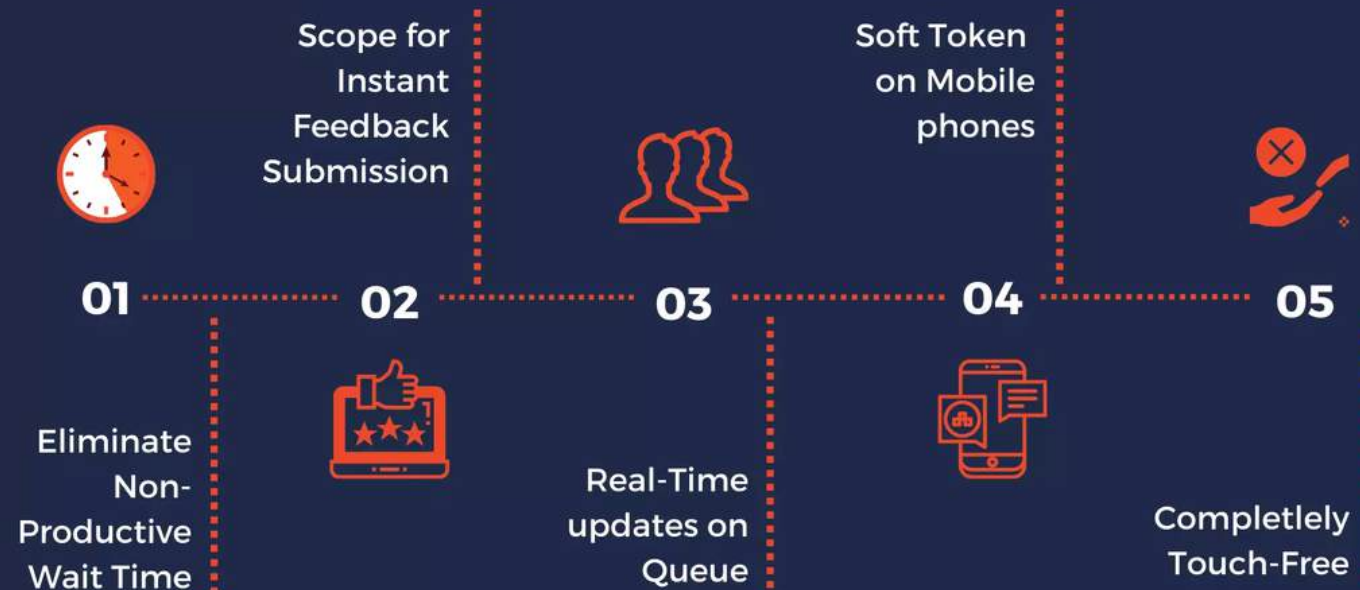 Scope for
Instant
Feedback
Submission
Soft Token
on Mobile
phones
01
02
03
04
05
Eliminate
Non-
Productive
Wait Time
Real-Time
updates on
Queue
Completlely
Touch-Free